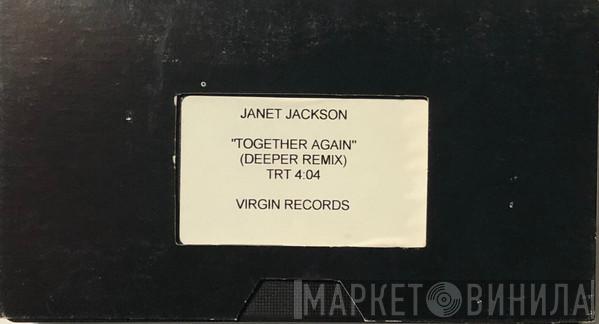 JANET JACKSON
"TOGETHER AGAIN"
(DEEPER REMIX)
TRT 4:04
VIRGIN RECORDS
МАРКЕТ ВИНИЛА